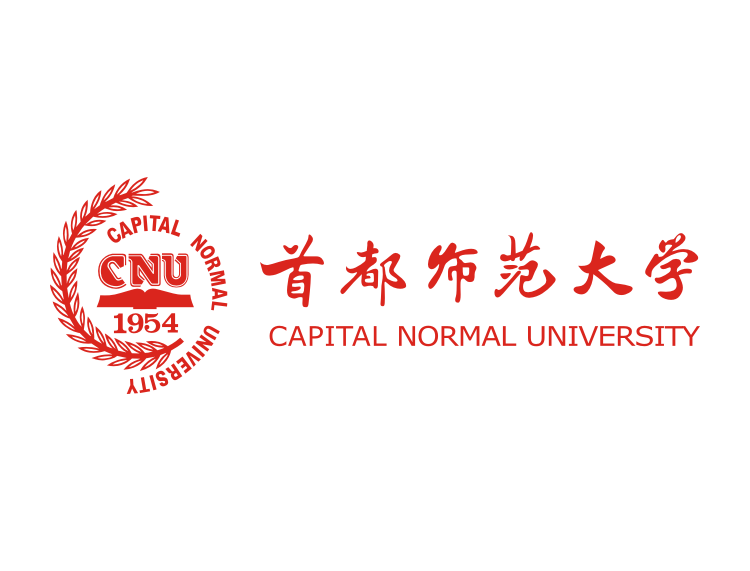 CAPITAL NORMAL UNIVERSITY
CNU
1954
首都师范大学
CAPITAL NORMAL UNIVERSITY